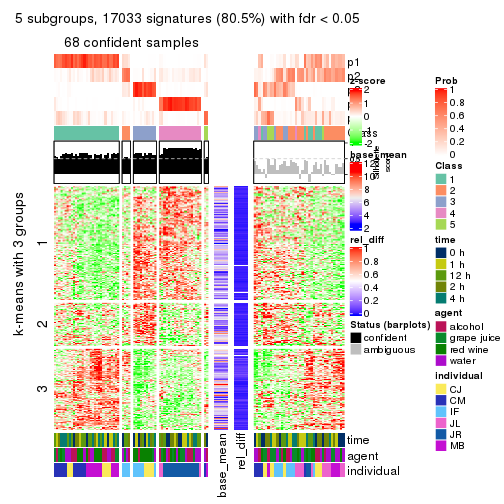 5 subgroups, 17033 signatures (80.5%) with fdr < 0.05
68 confident samples
k-means with 3 groups
1
2
3
p1
p2
z-score
2
1
0
-1
-2
base_mean
12
10
8
6
4
2
rel_diff
1
0.8
0.6
0.4
0.2
0
Status (barplots)
confident
ambiguous
Prob
1
0.8
0.6
0.4
0.2
0
Class
1
2
3
4
5
time
0 h
1 h
12 h
2 h
4 h
agent
alcohol
grape juice
red wine
water
individual
CJ
CM
IF
JL
JR
MB
time
agent
individual
base_mean
rel_diff